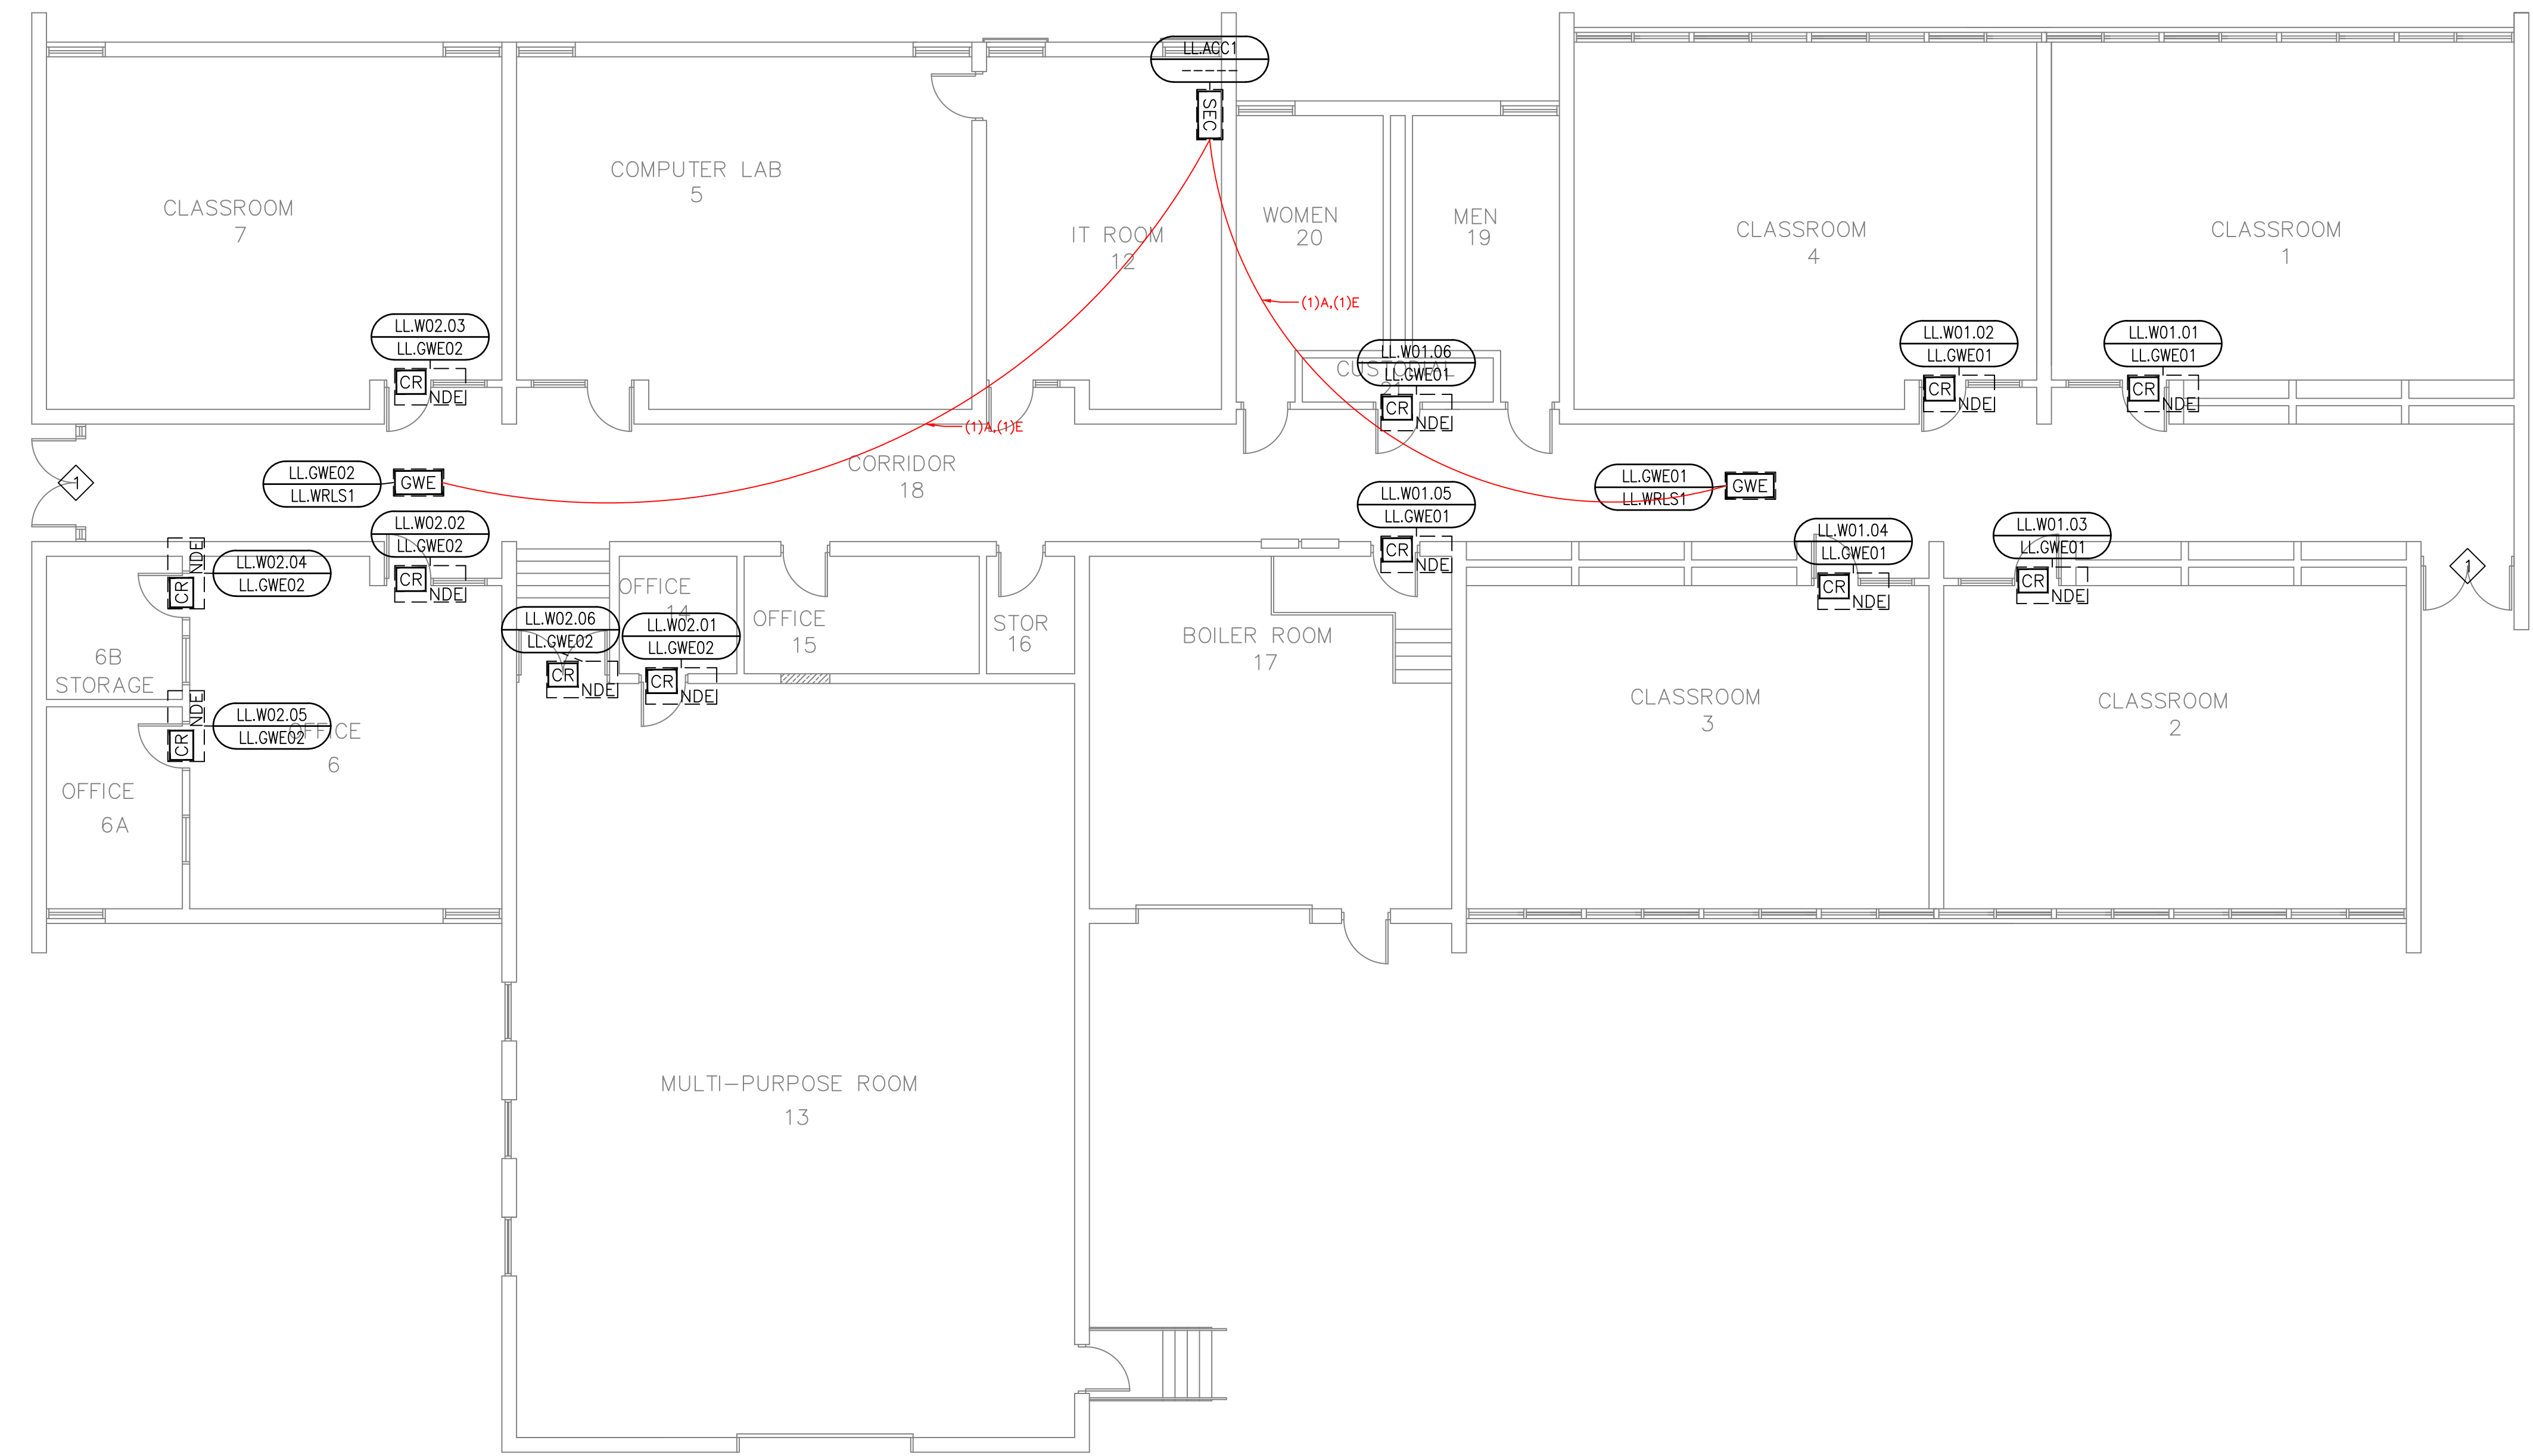 LL.ACC1
------
SEC
COMPUTER LAB
5
CLASSROOM
7
IT ROOM
12
WOMEN
20
MEN
19
CLASSROOM
4
CLASSROOM
1
(1)A,(1)E
LL.W02.03
LL.GWE02
CR
NDE
LL.W01.06
LL.GWE01
CUSTODIAL
21
CR
NDE
LL.W01.02
LL.GWE01
CR
NDE
LL.W01.01
LL.GWE01
CR
NDE
(1)A,(1)E
1
LL.GWE02
LL.WRLS1
GWE
CORRIDOR
18
LL.GWE01
LL.WRLS1
GWE
LL.W01.05
LL.GWE01
CR
NDE
LL.W02.02
LL.GWE02
CR
NDE
LL.W02.04
LL.GWE02
CR
NDE
LL.W01.04
LL.GWE01
CR
NDE
LL.W01.03
LL.GWE01
CR
NDE
1
OFFICE
14
LL.W02.06
LL.GWE02
CR
NDE
LL.W02.01
LL.GWE02
CR
NDE
OFFICE
15
STOR
16
BOILER ROOM
17
6B
STORAGE
LL.W02.05
LL.GWE02
CR
NDE
OFFICE
6
OFFICE
6A
CLASSROOM
3
CLASSROOM
2
MULTI-PURPOSE ROOM
13